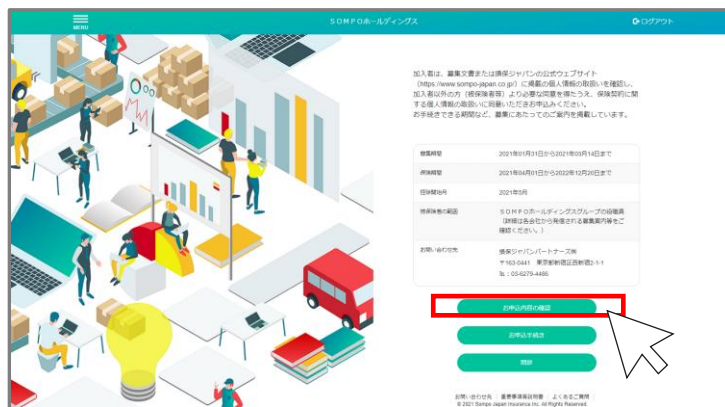 MENU
SOMPOホールディングス
ログアウト
加入者は、募集文書または損保ジャパンの公式ウェブサイト
(https://www.sompo-japan.co.jp/) に掲載の個人情報の取扱いを確認し、
加入者以外の方(被保険者等)より必要な同意を得たうえ、保険契約に関
する個人情報の取扱いに同意いただきお申込みください。
お手続きできる期間など、募集にあたってのご案内を掲載しています。
募集期間 2021年01月31日から2021年03月14日まで
保険期間 2021年04月01日から2022年12月20日まで
控除開始月 2021年5月
被保険者の範囲 SOMPOホールディングスグループの役職員
(詳細は各会社から発信される募集案内等をご
確認ください。)
お問い合わせ先 損保ジャパンパートナーズ㈱
〒163-0441 東京都新宿区西新宿2-1-1
℡:03-6279-4486
お申込内容の確認
お申込手続き
問診
お問い合わせ先 | 重要事項等説明書 | よくあるご質問
© 2021 Sompo Japan Insurance Inc. All Rights Reserved.